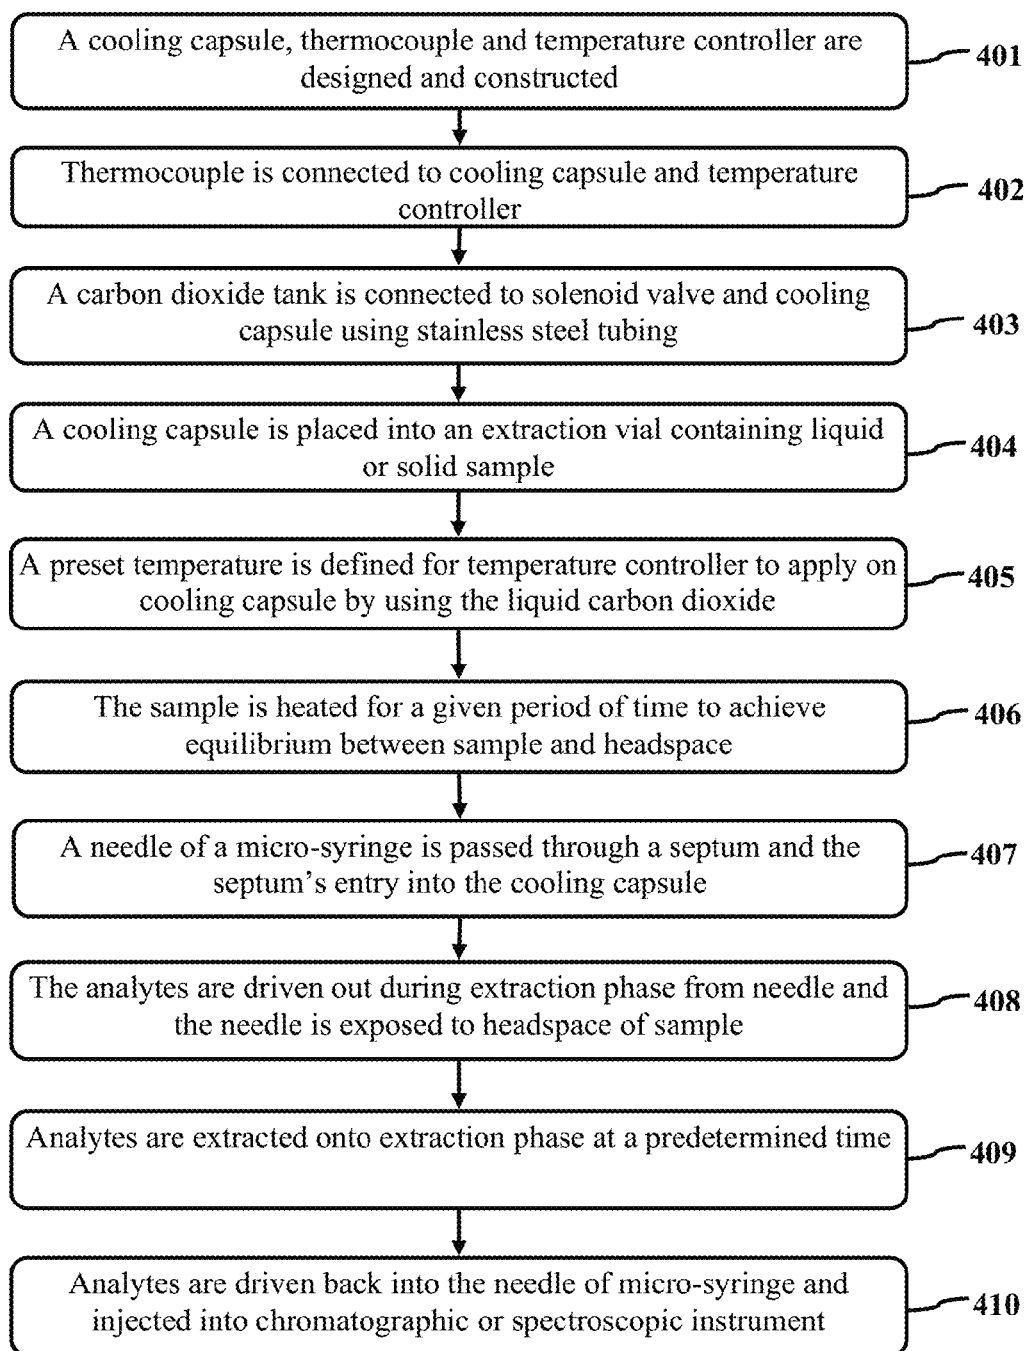 A cooling capsule, thermocouple and temperature controller are
designed and constructed
401
Thermocouple is connected to cooling capsule and temperature
controller
402
A carbon dioxide tank is connected to solenoid valve and cooling
capsule using stainless steel tubing
403
A cooling capsule is placed into an extraction vial containing liquid
or solid sample
404
A preset temperature is defined for temperature controller to apply on
cooling capsule by using the liquid carbon dioxide
405
The sample is heated for a given period of time to achieve
equilibrium between sample and headspace
406
A needle of a micro-syringe is passed through a septum and the
septum's entry into the cooling capsule
407
The analytes are driven out during extraction phase from needle and
the needle is exposed to headspace of sample
408
Analytes are extracted onto extraction phase at a predetermined time
409
Analytes are driven back into the needle of micro-syringe and
injected into chromatographic or spectroscopic instrument
410